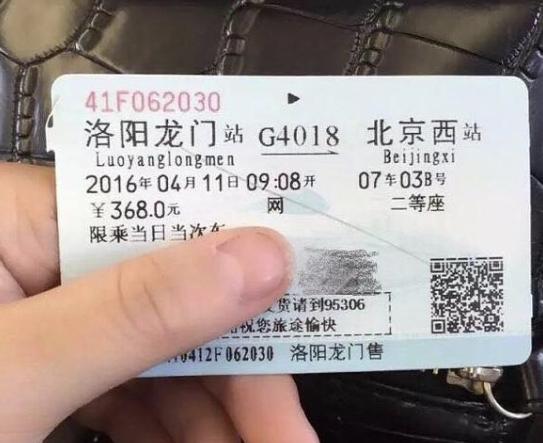 41F062030
洛阳龙门站 G4018 北京西站
Luoyanglongmen Beijingxi
2016年04月11日09:08开 07车03B号
￥368.0元 网 二等座
限乘当日当次车
货请到95306
祝您旅途愉快
0412F062030 洛阳龙门售